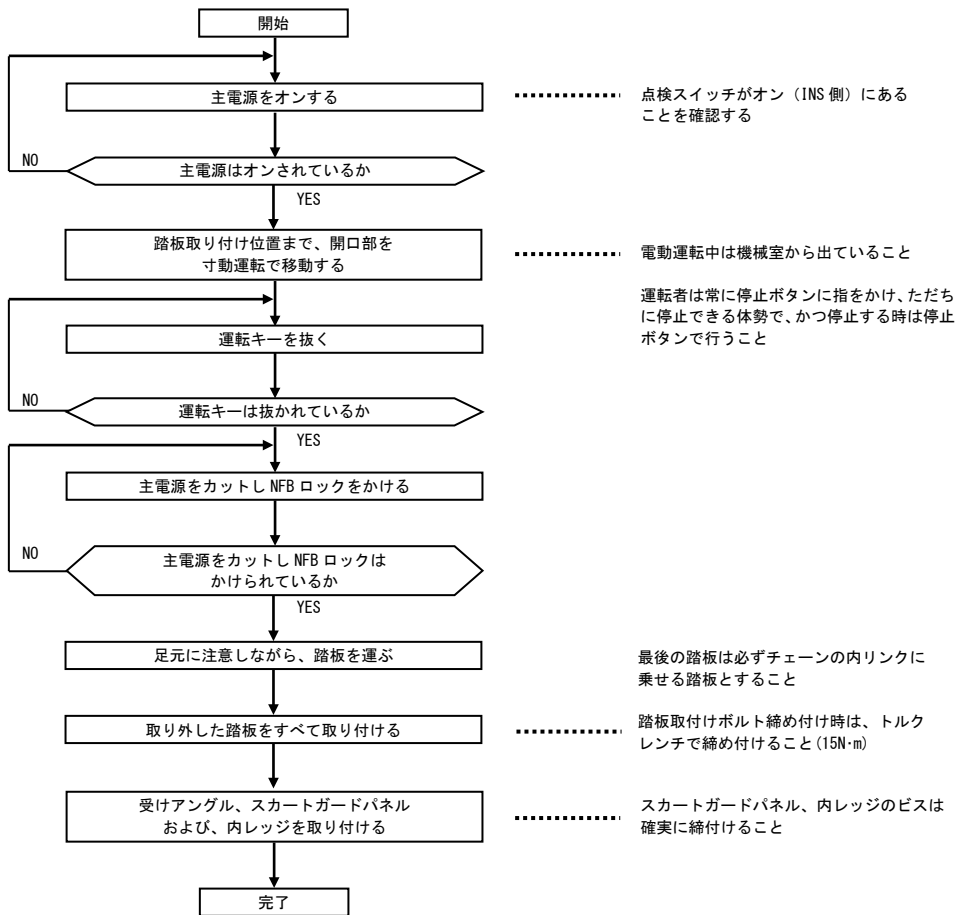 開始
主電源をオンする
点検スイッチがオン（INS 側）にある
ことを確認する
NO
主電源はオンされているか
YES
踏板取り付け位置まで、開口部を
寸動運転で移動する
電動運転中は機械室から出ていること
運転者は常に停止ボタンに指をかけ、ただち
に停止できる体勢で、かつ停止する時は停止
ボタンで行うこと
運転キーを抜く
NO
運転キーは抜かれているか
YES
主電源をカットし NFB ロックをかける
NO
主電源をカットし NFB ロックは
かけられているか
YES
足元に注意しながら、踏板を運ぶ
最後の踏板は必ずチェーンの内リンクに
乗せる踏板とすること
取り外した踏板をすべて取り付ける
踏板取付けボルト締め付け時は、トルク
レンチで締め付けること(15N･m)
受けアングル、スカートガードパネル
および、内レッジを取り付ける
スカートガードパネル、内レッジのビスは
確実に締付けること
完了